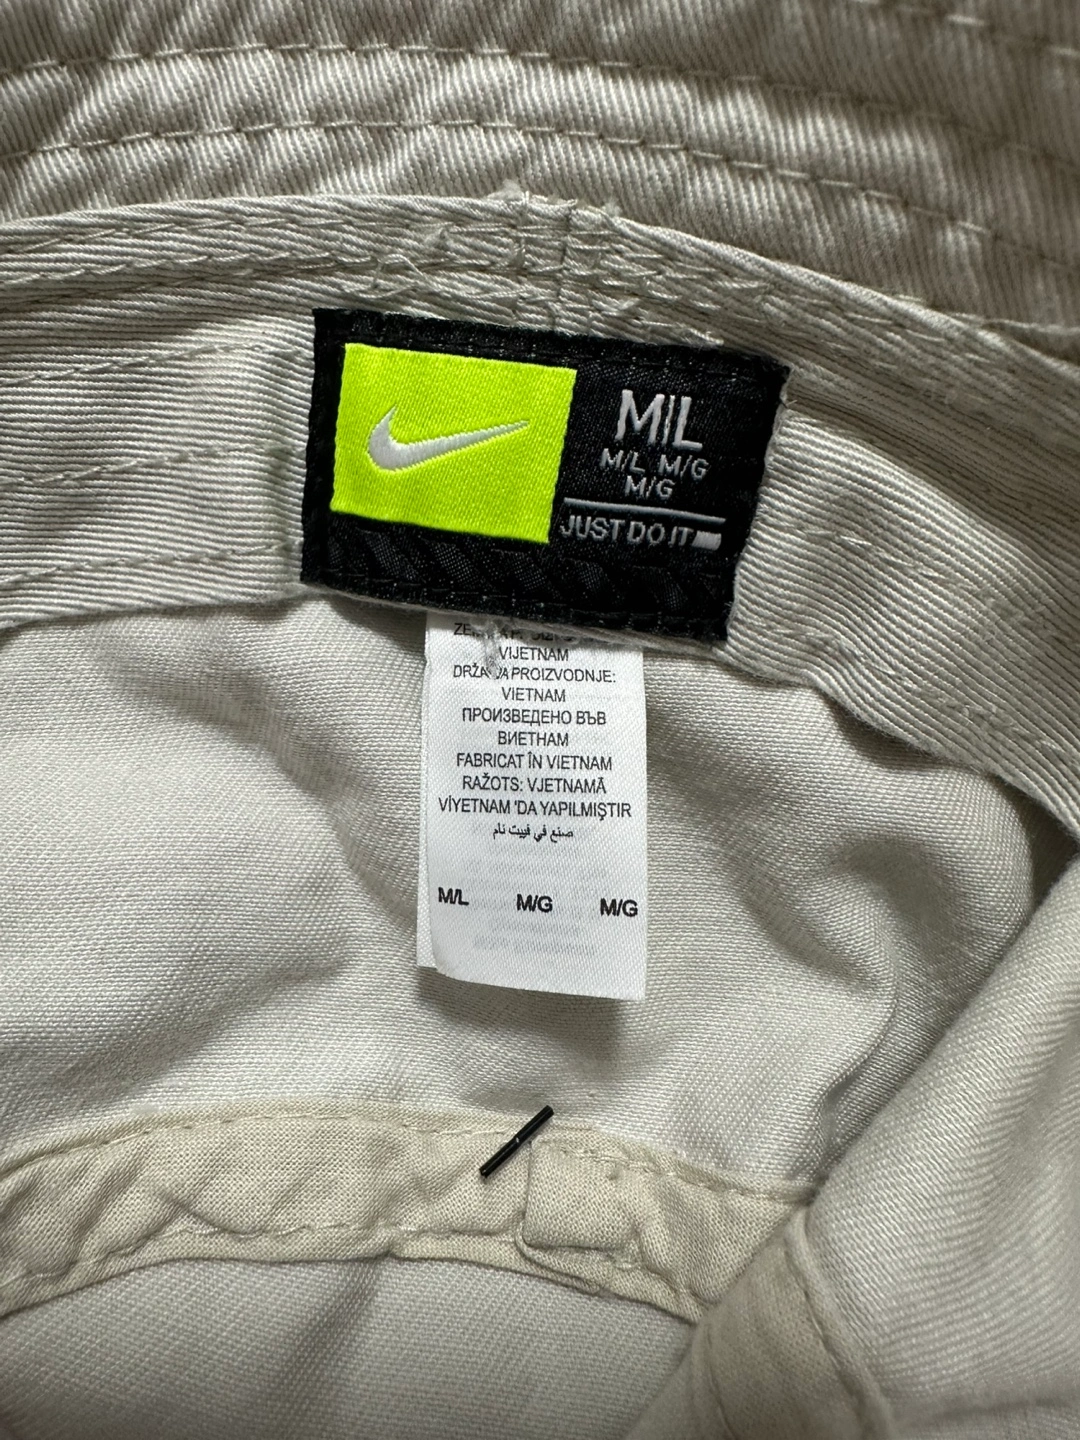 M|L
M/L M/G
M/G
JUST DO IT
VIJETNAM
DRŽAVA PROIZVODNJE:
VIETNAM
ПРОИЗВЕДЕНО ВЪВ
ВИЕТНАМ
FABRICAT ÎN VIETNAM
RAŽOTS: VJETNAMĀ
VİYETNAM 'DA YAPILMIŞTIR
صنع في فييت نام
M/L M/G M/G